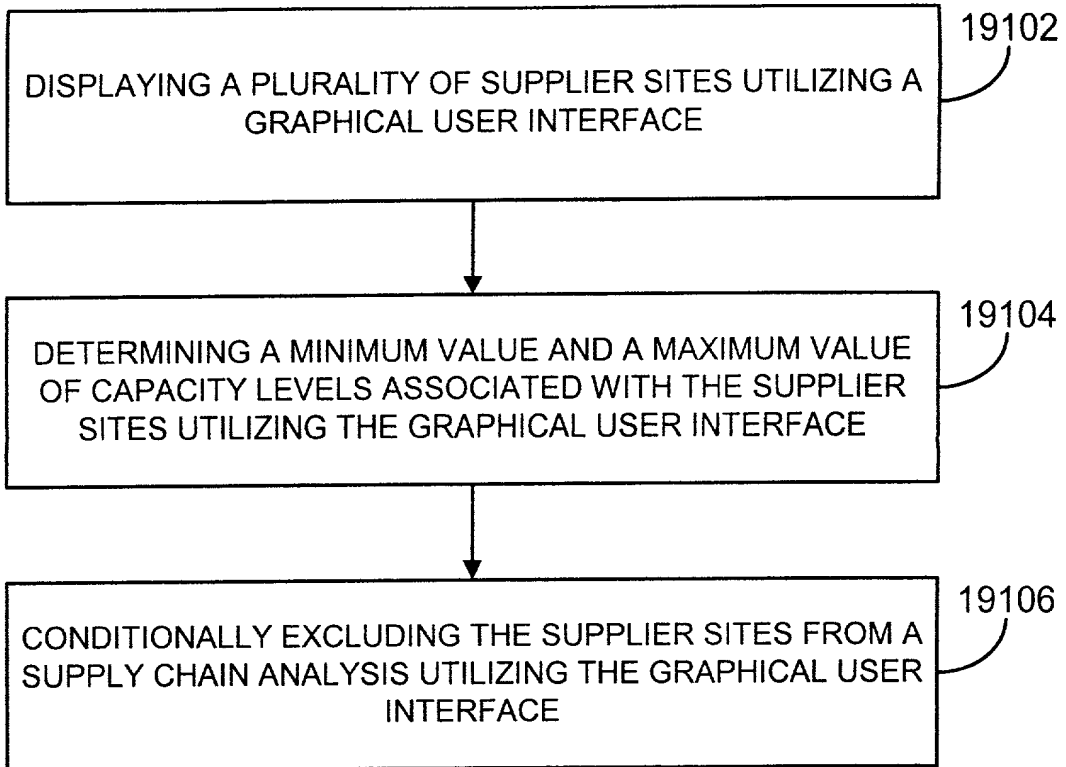 19102
DISPLAYING A PLURALITY OF SUPPLIER SITES UTILIZING A
GRAPHICAL USER INTERFACE
19104
DETERMINING A MINIMUM VALUE AND A MAXIMUM VALUE
OF CAPACITY LEVELS ASSOCIATED WITH THE SUPPLIER
SITES UTILIZING THE GRAPHICAL USER INTERFACE
19106
CONDITIONALLY EXCLUDING THE SUPPLIER SITES FROM A
SUPPLY CHAIN ANALYSIS UTILIZING THE GRAPHICAL USER
INTERFACE